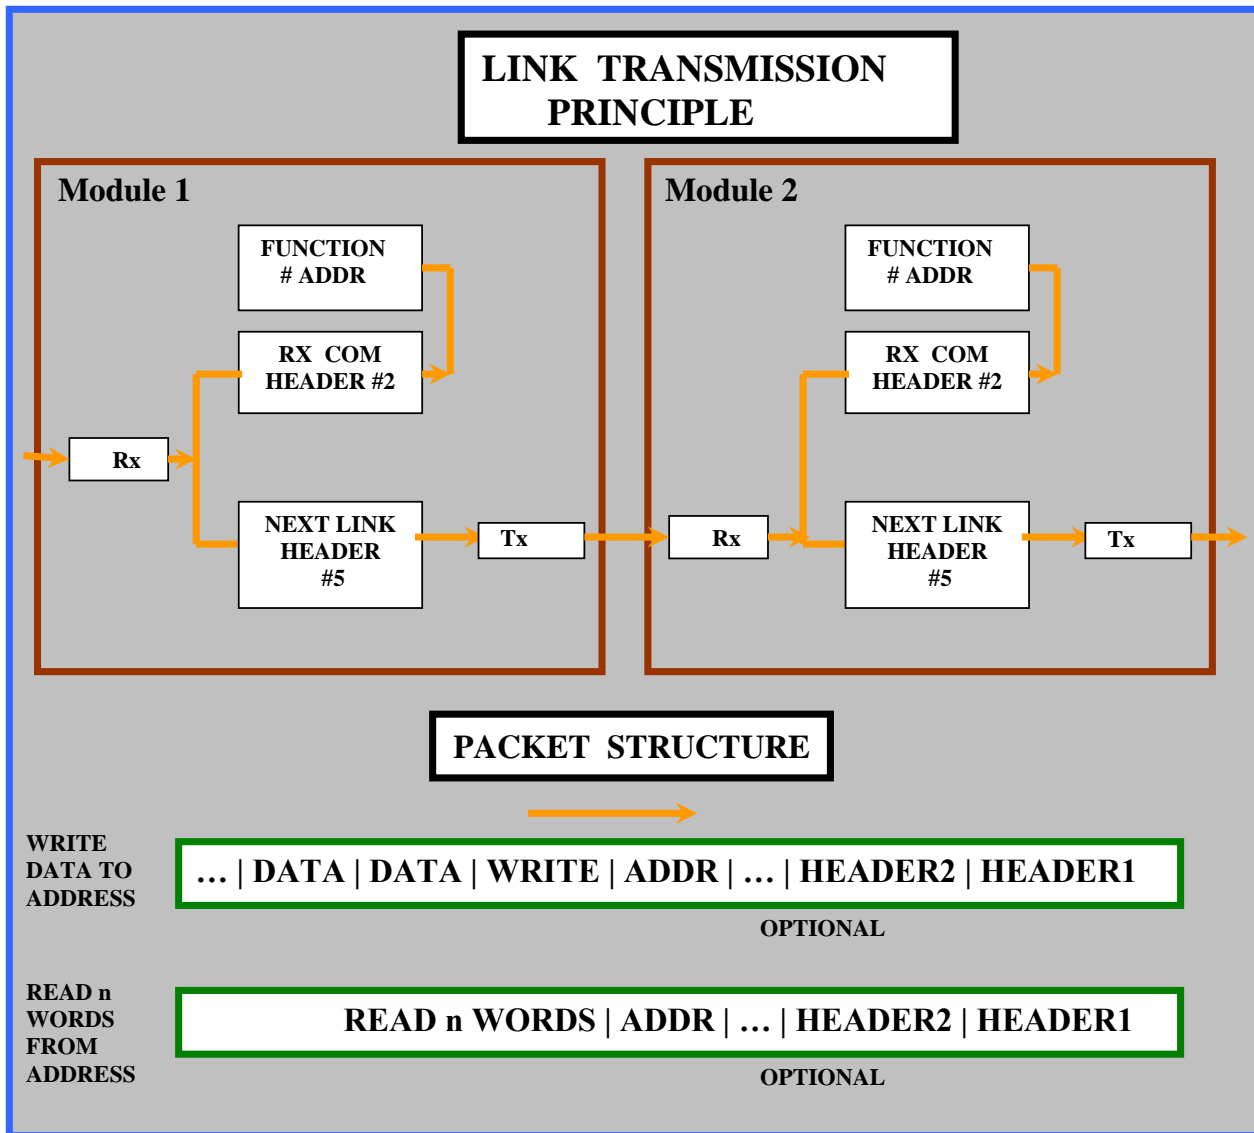 LINK TRANSMISSION
PRINCIPLE
Module 1
FUNCTION
# ADDR
RX COM
HEADER #2
Rx
NEXT LINK
HEADER
#5
Tx
Module 2
FUNCTION
# ADDR
RX COM
HEADER #2
Rx
NEXT LINK
HEADER
#5
Tx
PACKET STRUCTURE
WRITE
DATA TO
ADDRESS
... | DATA | DATA | WRITE | ADDR | ... | HEADER2 | HEADER1
OPTIONAL
READ n
WORDS
FROM
ADDRESS
READ n WORDS | ADDR | ... | HEADER2 | HEADER1
OPTIONAL